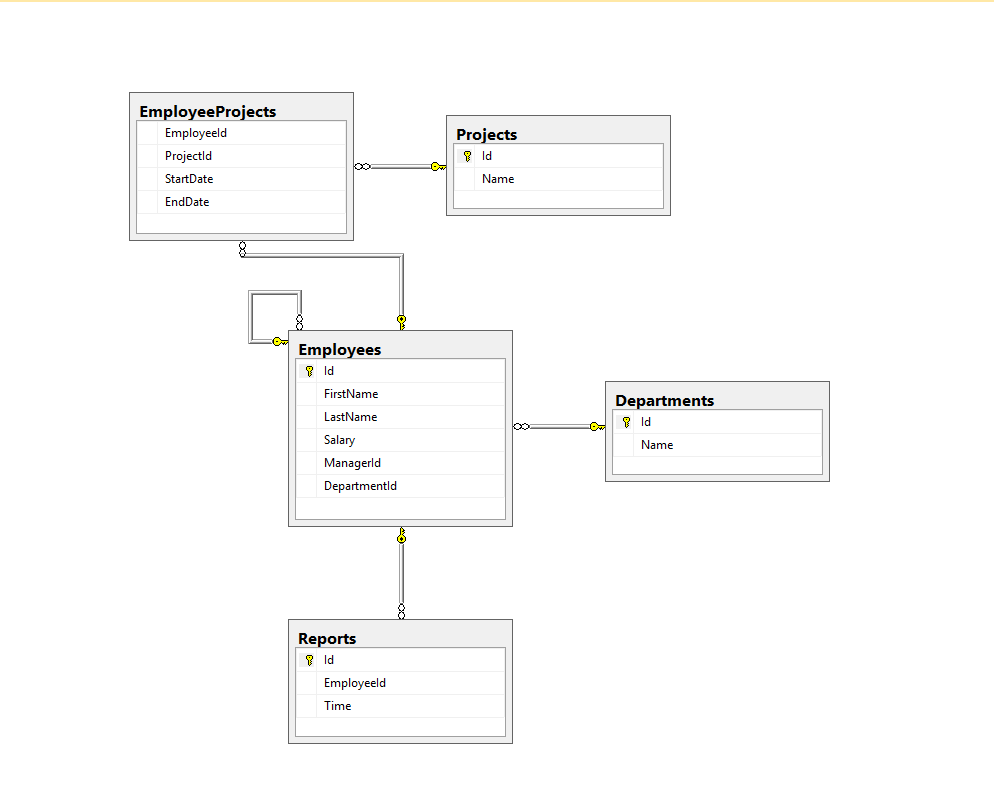 EmployeeProjects
EmployeeId
ProjectId
StartDate
EndDate
Projects
Id
Name
Employees
Id
FirstName
LastName
Salary
ManagerId
DepartmentId
Departments
Id
Name
Reports
Id
EmployeeId
Time